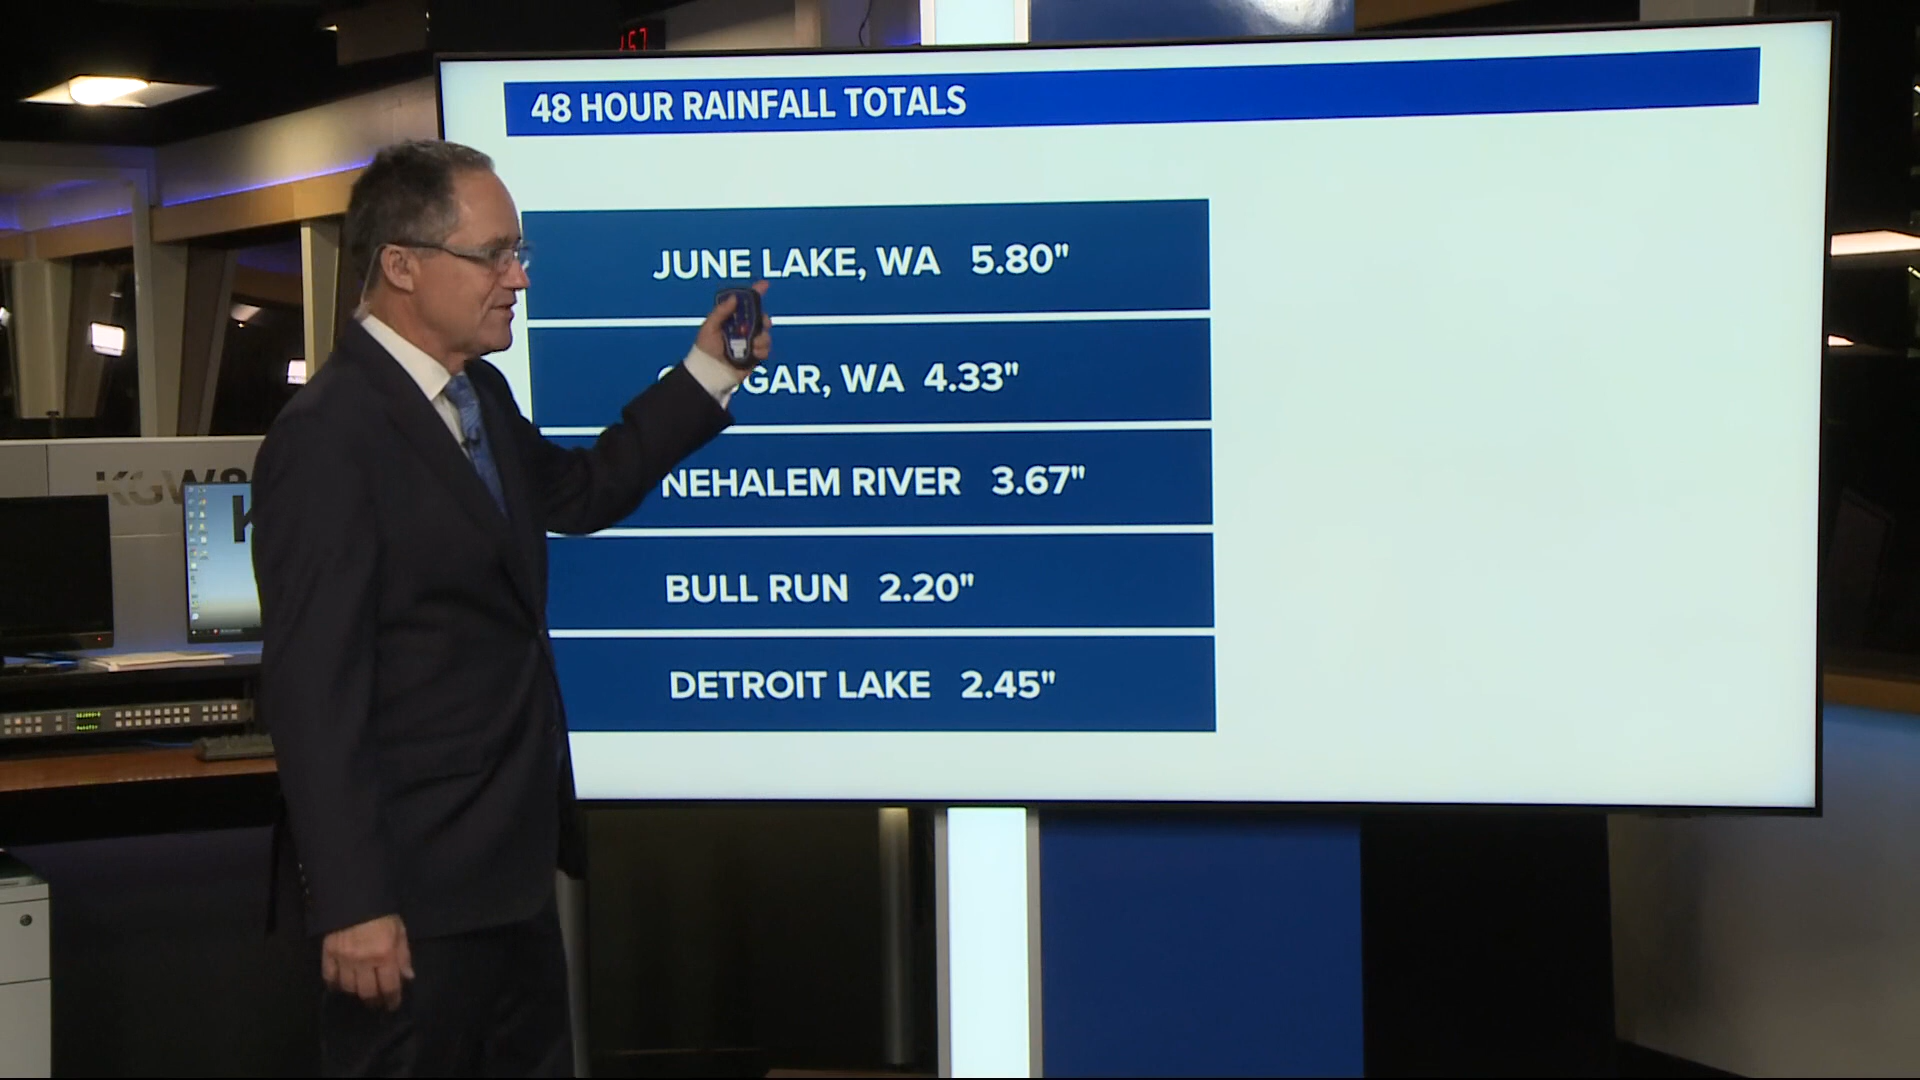 48 HOUR RAINFALL TOTALS
JUNE LAKE, WA 5.80"
WA 4.33"
NEHALEM RIVER 3.67"
BULL RUN 2.20"
DETROIT LAKE 2.45"
KGW8